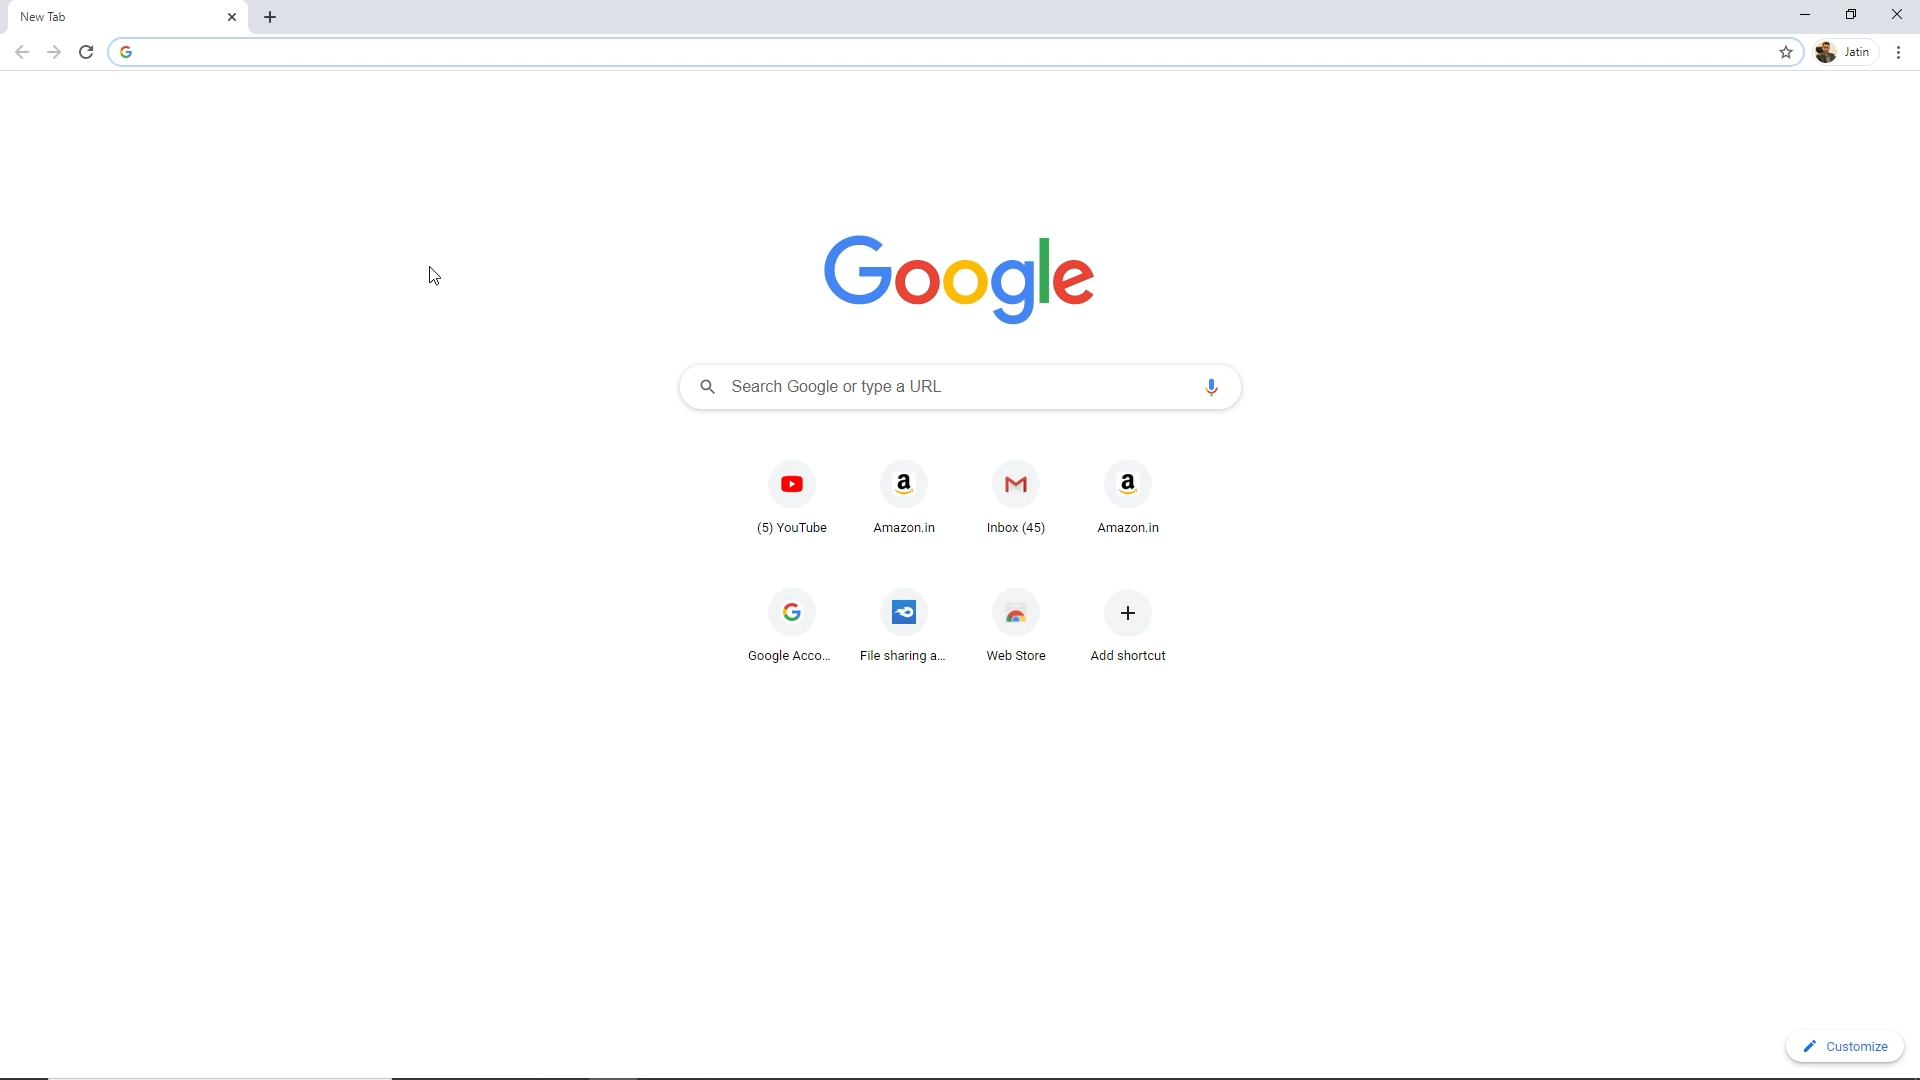 New Tab
Jatin
Google
Search Google or type a URL
(5) YouTube
Amazon.in
Inbox (45)
Amazon.in
Google Acco...
File sharing a...
Web Store
Add shortcut
Customize